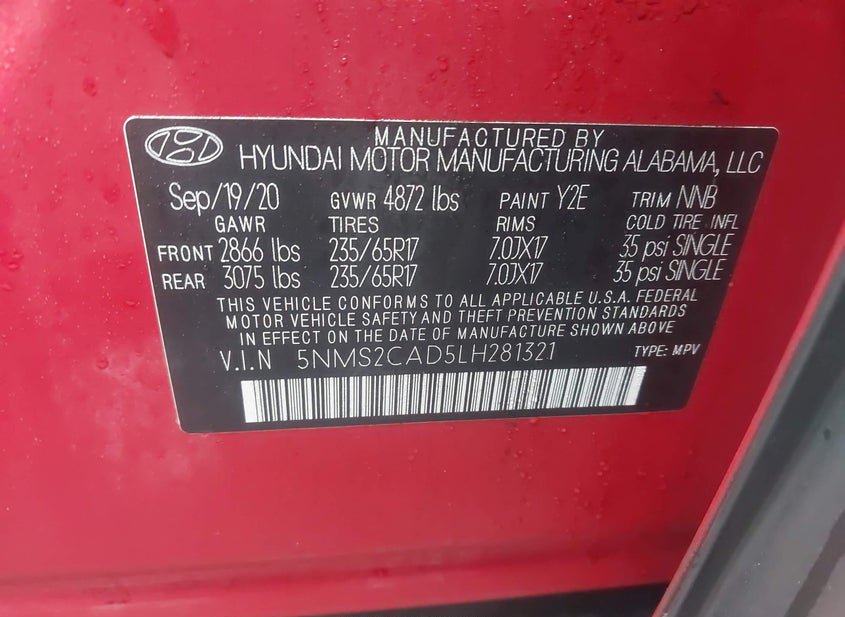 MANUFACTURED BY
HYUNDAI MOTOR MANUFACTURING ALABAMA, LLC
Sep/19/20 GVWR 4872 lbs PAINT Y2E TRIM NNB
GAWR TIRES RIMS COLD TIRE INFL
FRONT 2866 lbs 235/65R17 7.0JX17 35 psi SINGLE
REAR 3075 lbs 235/65R17 7.0JX17 35 psi SINGLE
THIS VEHICLE CONFORMS TO ALL APPLICABLE U.S.A. FEDERAL
MOTOR VEHICLE SAFETY AND THEFT PREVENTION STANDARDS
IN EFFECT ON THE DATE OF MANUFACTURE SHOWN ABOVE
V.I.N 5NMS2CAD5LH281321 TYPE: MPV